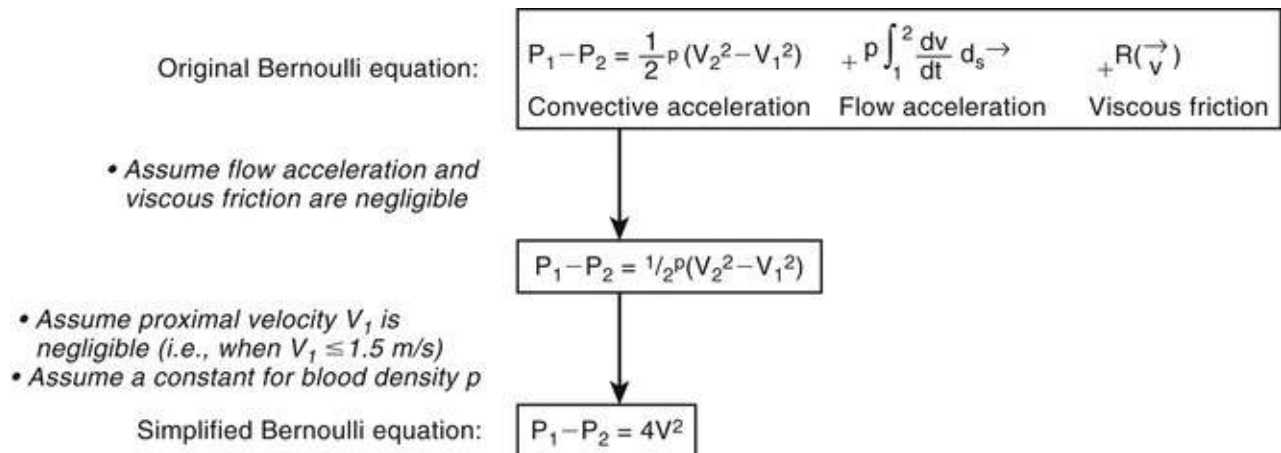 Original Bernoulli equation:
P₁−P₂ = 1/2 p (V₂²−V₁²) + p∫₁² dv/dt dₛ→ + R(v→)
Convective acceleration Flow acceleration Viscous friction
• Assume flow acceleration and
viscous friction are negligible
P₁−P₂ = ¹/₂p(V₂²−V₁²)
• Assume proximal velocity V₁ is
negligible (i.e., when V₁ ≤ 1.5 m/s)
• Assume a constant for blood density p
Simplified Bernoulli equation:
P₁−P₂ = 4V²